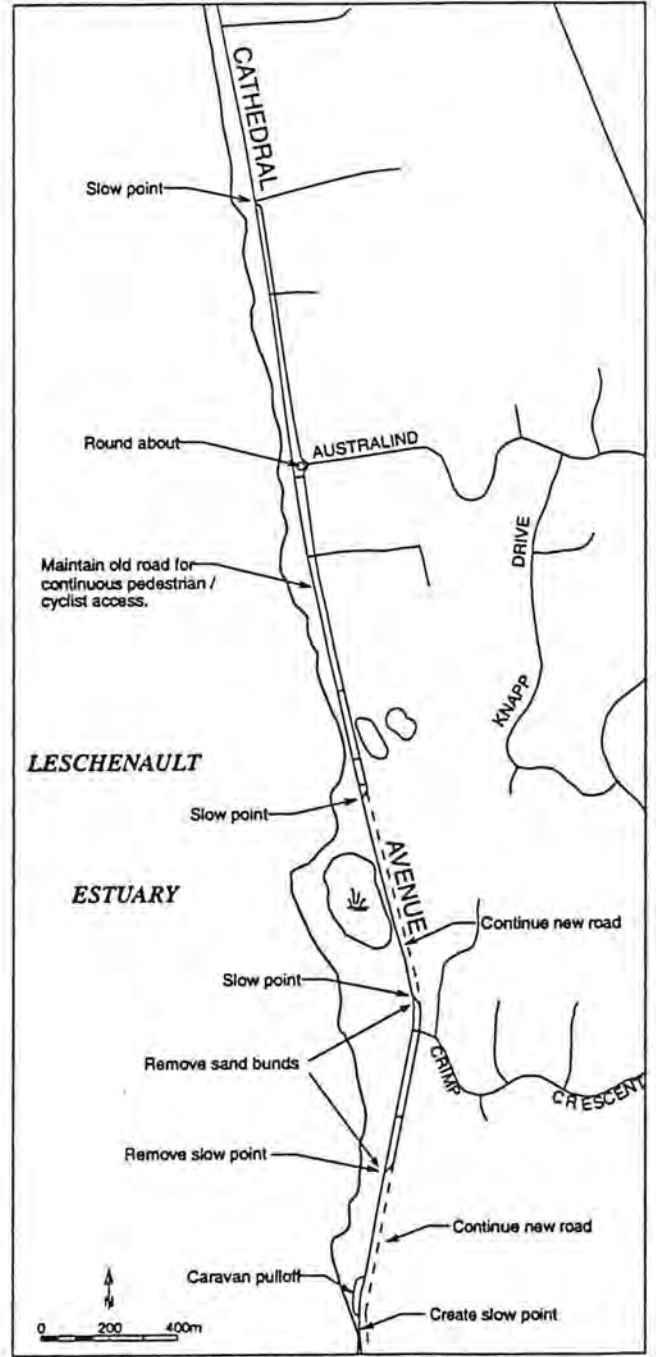 CATHEDRAL
Slow point
Round about
AUSTRALIND
Maintain old road for
continuous pedestrian /
cyclist access.
DRIVE
KNAPP
LESCHENAULT
Slow point
AVENUE
ESTUARY
Continue new road
Slow point
Remove sand bunds
CRIMP
CRESCENT
Remove slow point
Continue new road
Caravan pulloff
N
Create slow point
0 200 400m